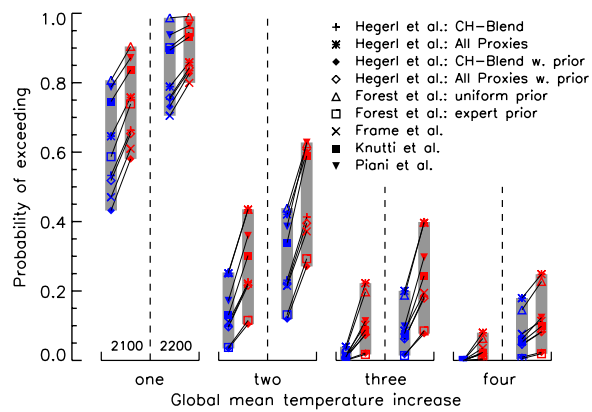 1.0
0.8
0.6
0.4
0.2
0.0
Probability of exceeding
Hegerl et al.: CH-Blend
Hegerl et al.: All Proxies
Hegerl et al.: CH-Blend w. prior
Hegerl et al.: All Proxies w. prior
Forest et al.: uniform prior
Forest et al.: expert prior
Frame et al.
Knutti et al.
Piani et al.
2100 2200
one two three four
Global mean temperature increase